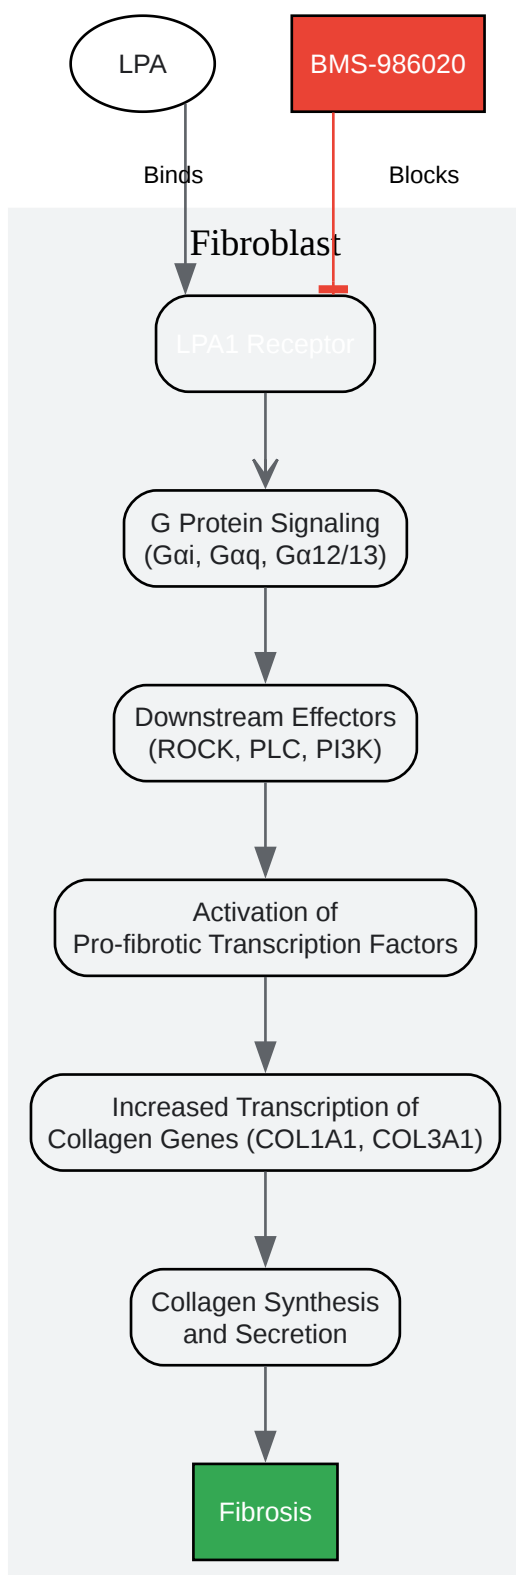 LPA
BMS-986020
Binds
Blocks
Fibroblast
LPA1 Receptor
G Protein Signaling
(Gαi, Gαq, Gα12/13)
Downstream Effectors
(ROCK, PLC, PI3K)
Activation of
Pro-fibrotic Transcription Factors
Increased Transcription of
Collagen Genes (COL1A1, COL3A1)
Collagen Synthesis
and Secretion
Fibrosis